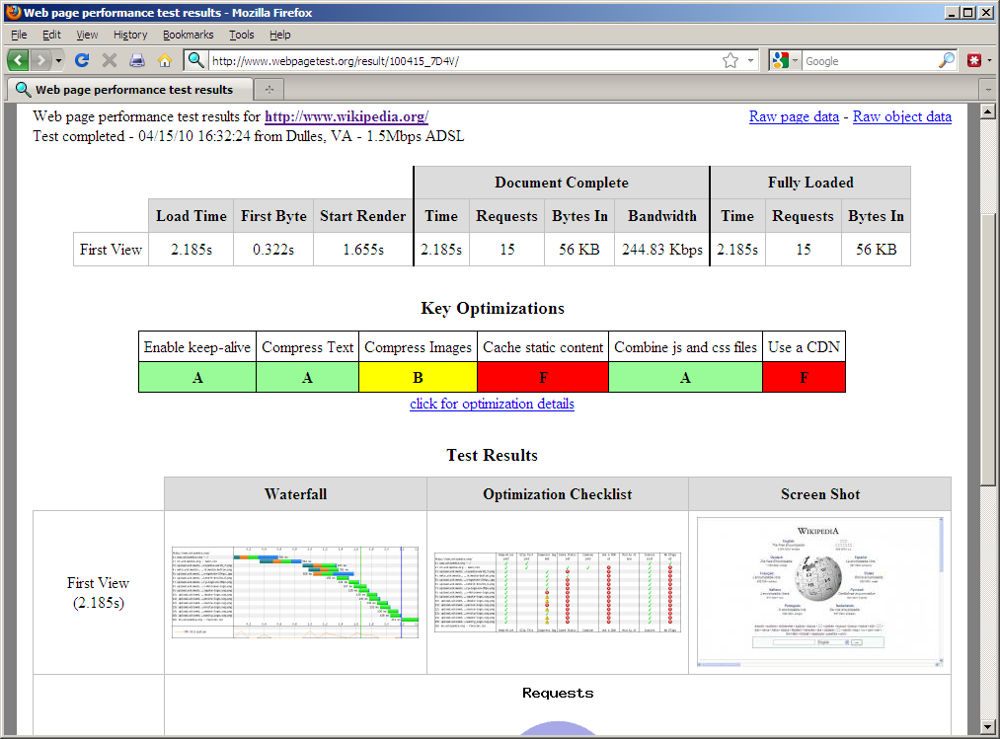 Web page performance test results - Mozilla Firefox
File Edit View History Bookmarks Tools Help
http://www.webpagetest.org/result/100415_7D4V/
Google
Web page performance test results
Web page performance test results for http://www.wikipedia.org/
Raw page data - Raw object data
Test completed - 04/15/10 16:32:24 from Dulles, VA - 1.5Mbps ADSL
Document Complete Fully Loaded
Load Time First Byte Start Render Time Requests Bytes In Bandwidth Time Requests Bytes In
First View 2.185s 0.322s 1.655s 2.185s 15 56 KB 244.83 Kbps 2.185s 15 56 KB
Key Optimizations
Enable keep-alive Compress Text Compress Images Cache static content Combine js and css files Use a CDN
A A B F A F
click for optimization details
Test Results
Waterfall Optimization Checklist Screen Shot
First View
(2.185s)
WIKIPEDIA
Requests